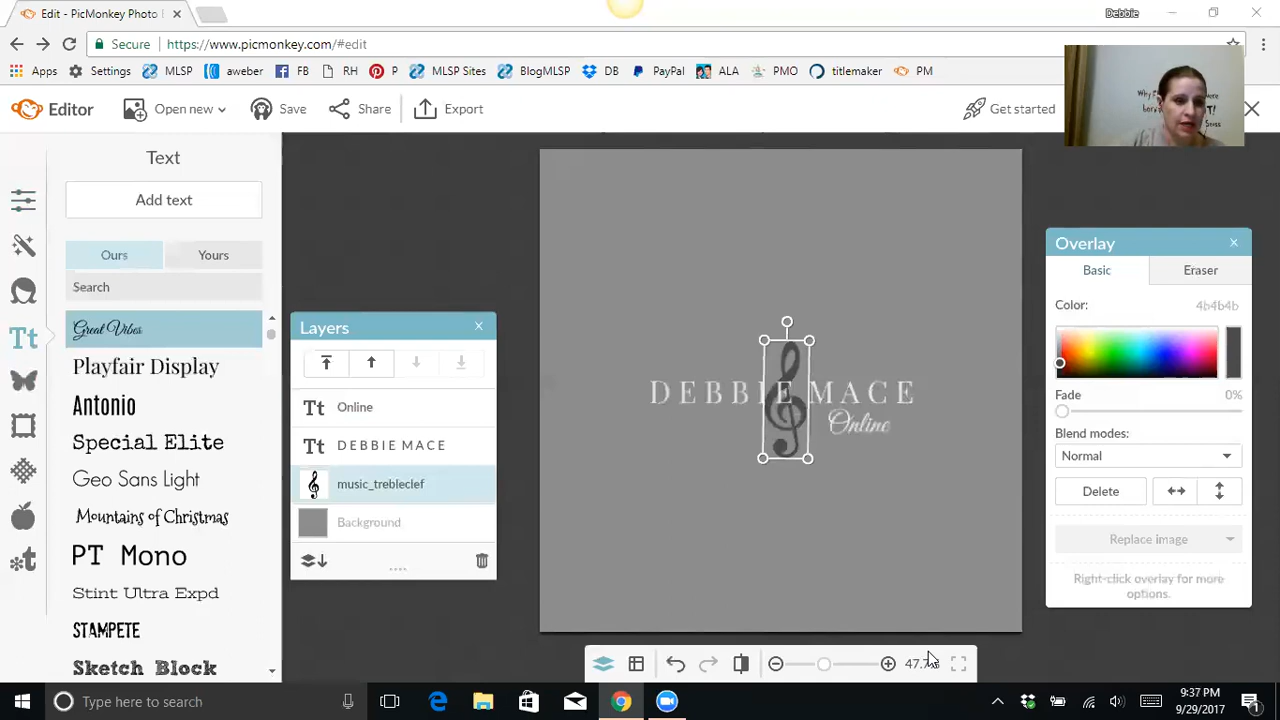 Edit - PicMonkey Photo E
Debbie
Secure https://www.picmonkey.com/#edit
Apps Settings MLSP aweber FB RH P MLSP Sites BlogMLSP DB PayPal ALA PMO titlemaker PM
Editor Open new Save Share Export Get started
Text
Add text
Ours Yours
Search
Great Vibes
Playfair Display
Antonio
Special Elite
Geo Sans Light
Mountains of Christmas
PT Mono
Stint Ultra Expd
STAMPETE
Sketch Block
Layers
Tt Online
Tt DEBBIE MACE
music_trebleclef
Background
DEBBIE MACE
Online
Overlay
Basic Eraser
Color: 4b4b4b
Fade 0%
Blend modes:
Normal
Delete
Replace image
Right-click overlay for more
options.
Type here to search
9:37 PM
9/29/2017